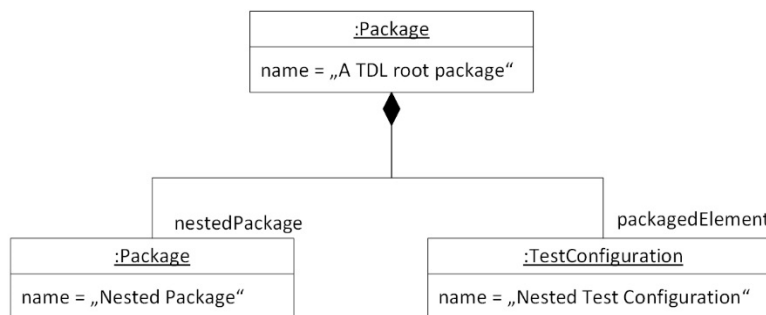 :Package
name = „A TDL root package“
nestedPackage
packagedElement
:Package
:TestConfiguration
name = „Nested Package“
name = „Nested Test Configuration“